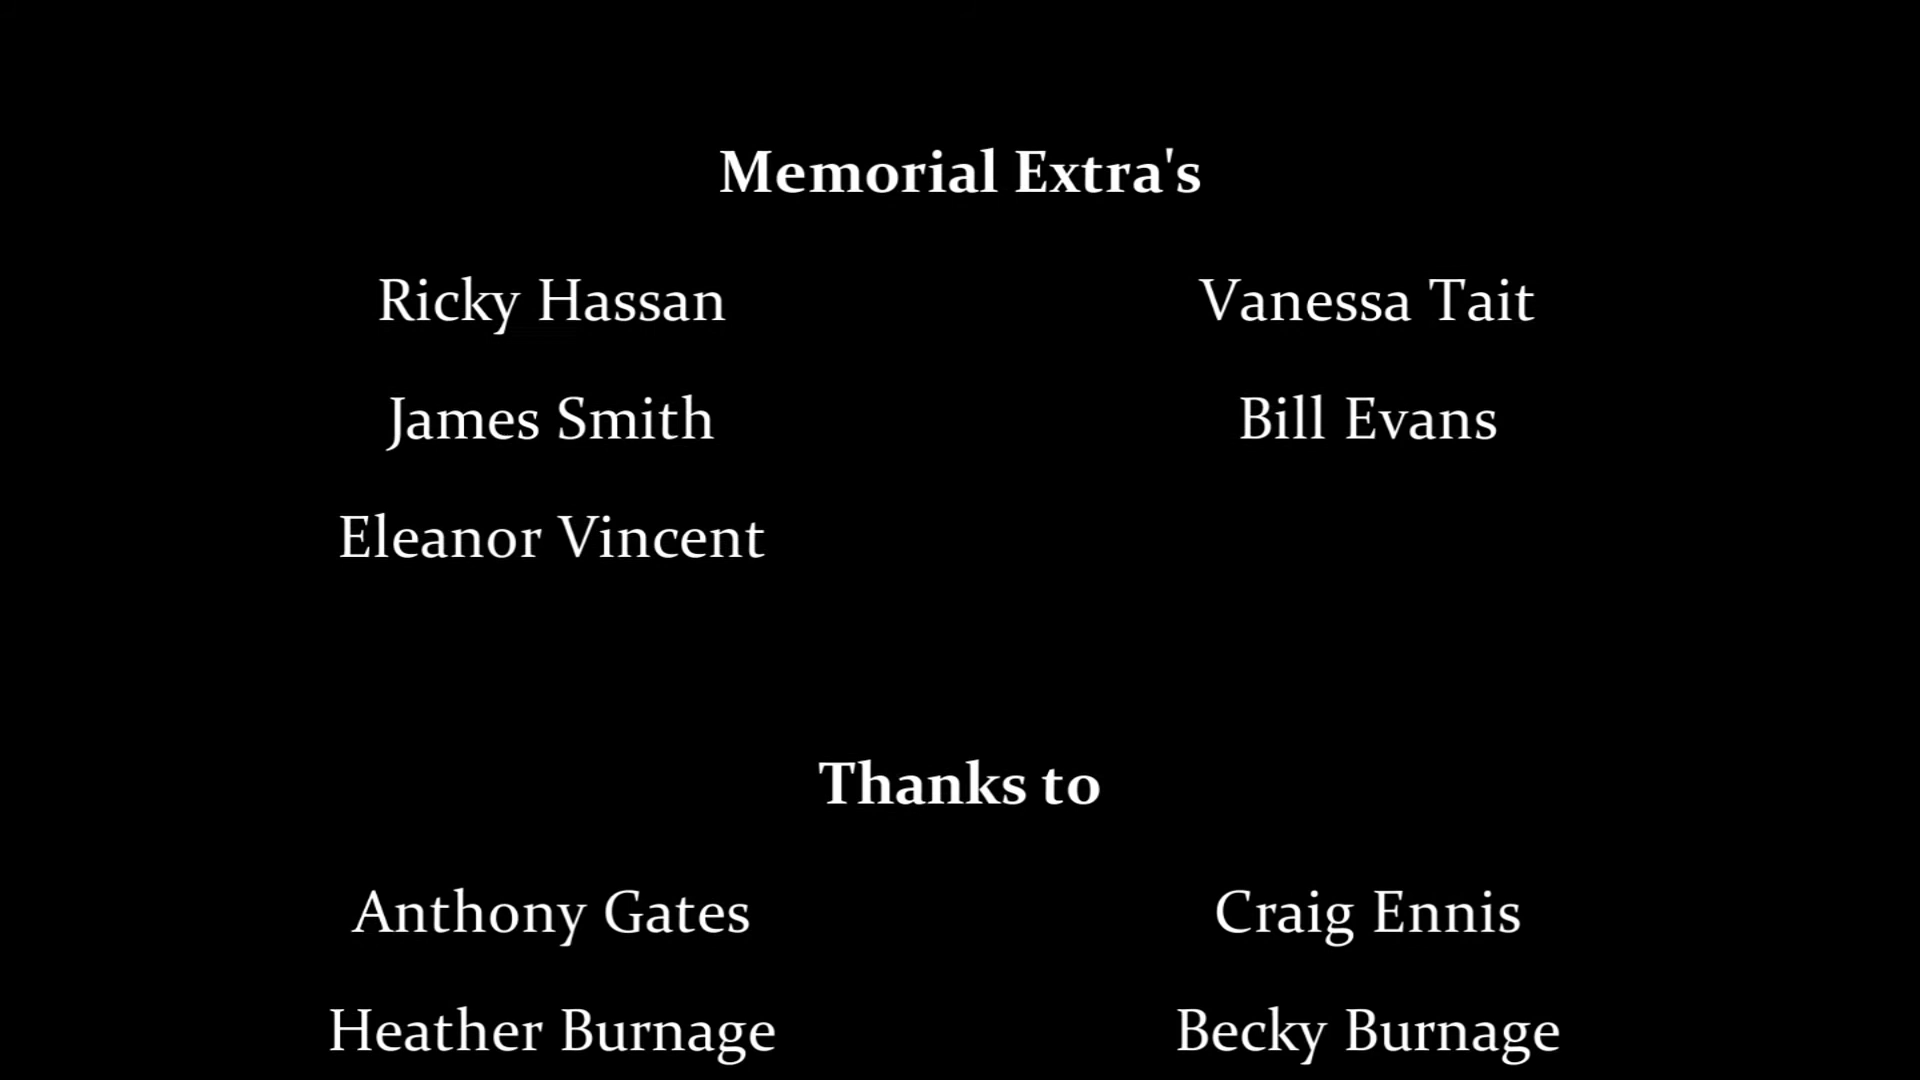 Memorial Extra's
Ricky Hassan Vanessa Tait
James Smith Bill Evans
Eleanor Vincent
Thanks to
Anthony Gates Craig Ennis
Heather Burnage Becky Burnage